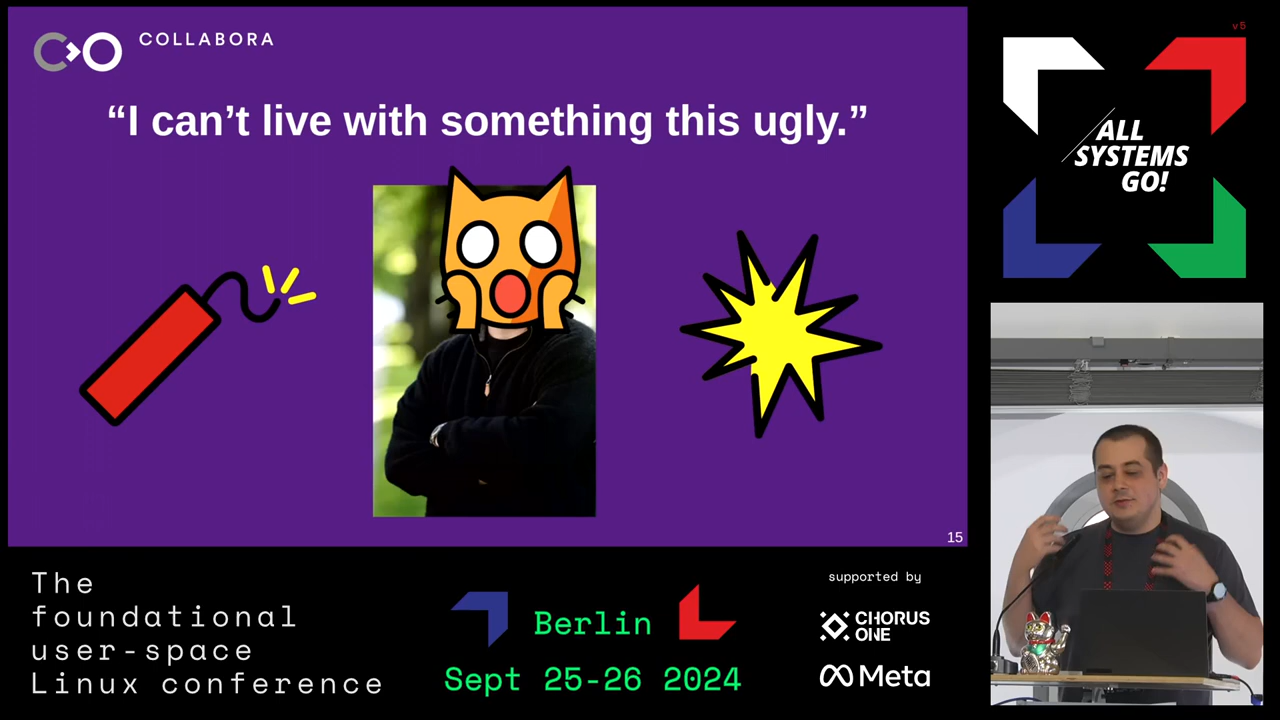 COLLABORA
“I can’t live with something this ugly.”
15
v5
ALL
SYSTEMS
GO!
The
foundational
user-space
Linux conference
Berlin
Sept 25-26 2024
supported by
CHORUS
ONE
Meta